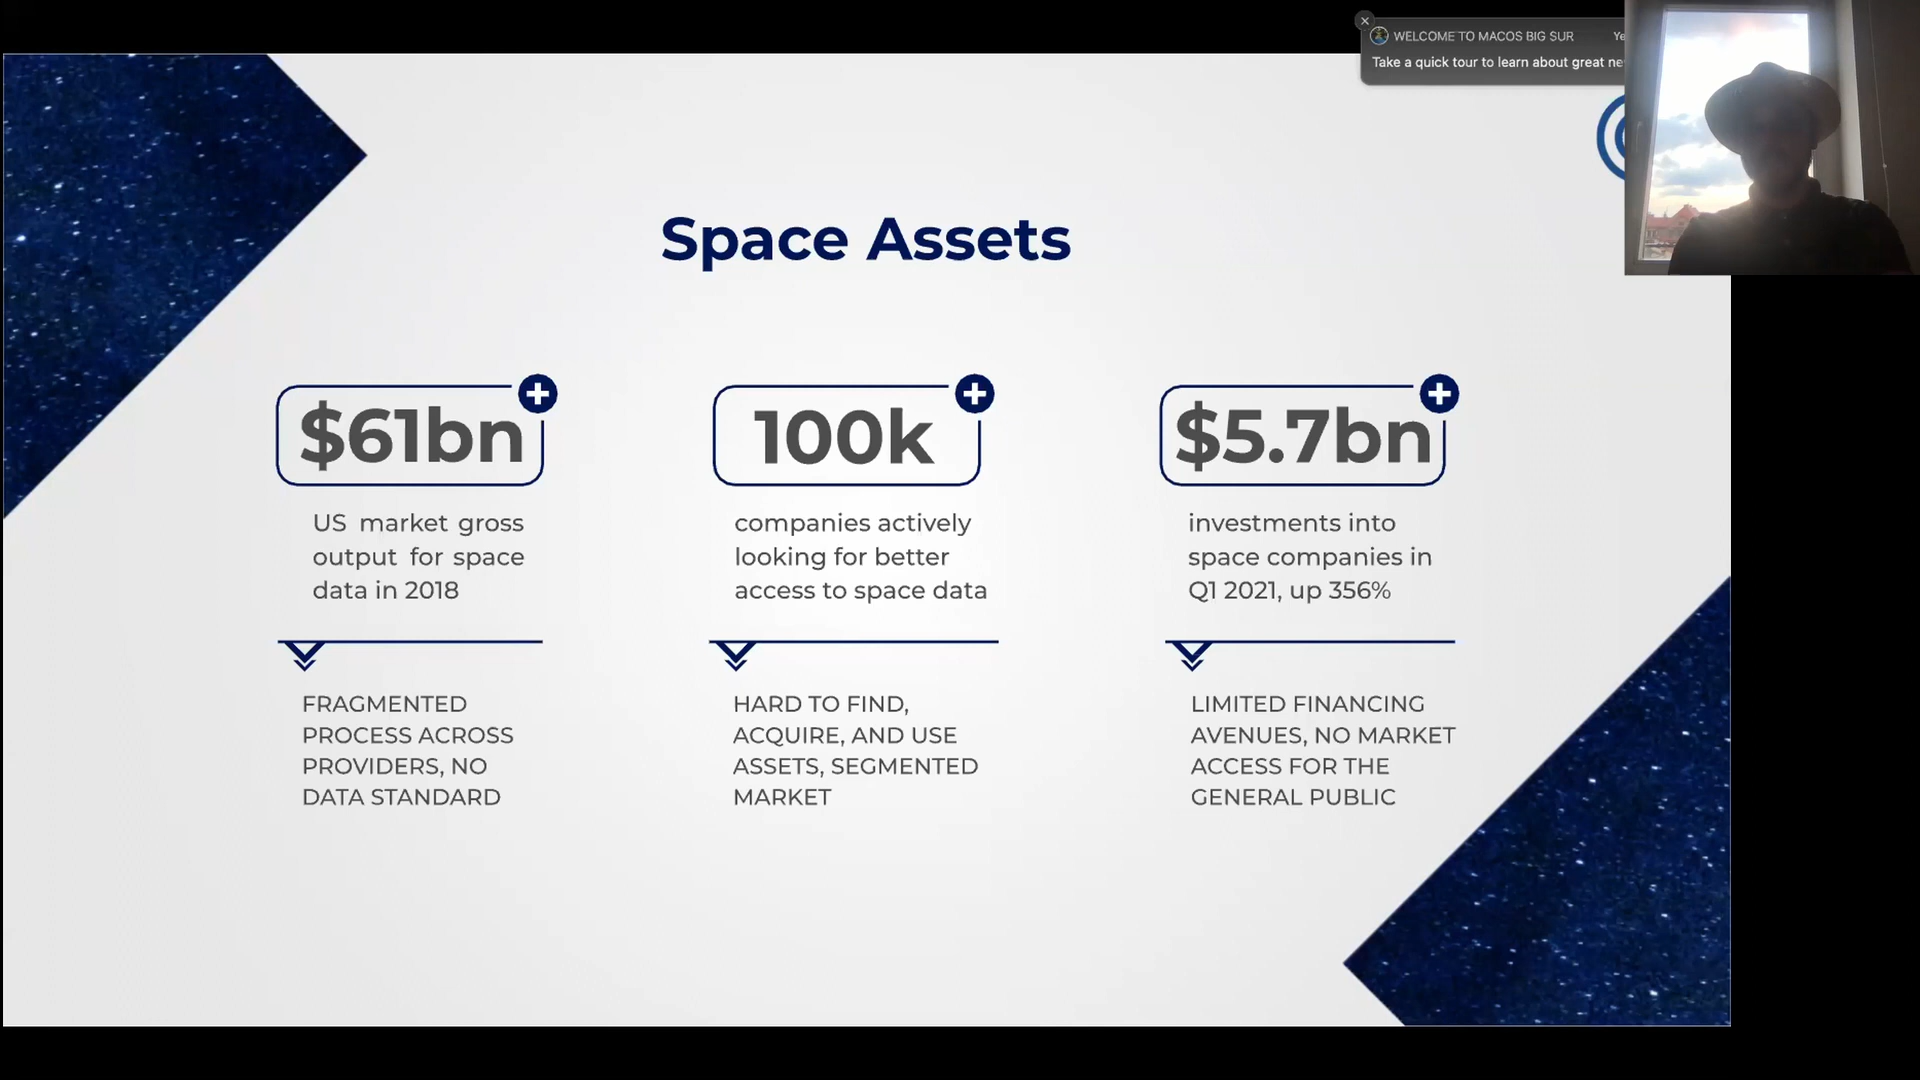 WELCOME TO MACOS BIG SUR
Take a quick tour to learn about great
Space Assets
$61bn
US market gross
output for space
data in 2018
FRAGMENTED
PROCESS ACROSS
PROVIDERS, NO
DATA STANDARD
100k
companies actively
looking for better
access to space data
HARD TO FIND,
ACQUIRE, AND USE
ASSETS, SEGMENTED
MARKET
$5.7bn
investments into
space companies in
Q1 2021, up 356%
LIMITED FINANCING
AVENUES, NO MARKET
ACCESS FOR THE
GENERAL PUBLIC